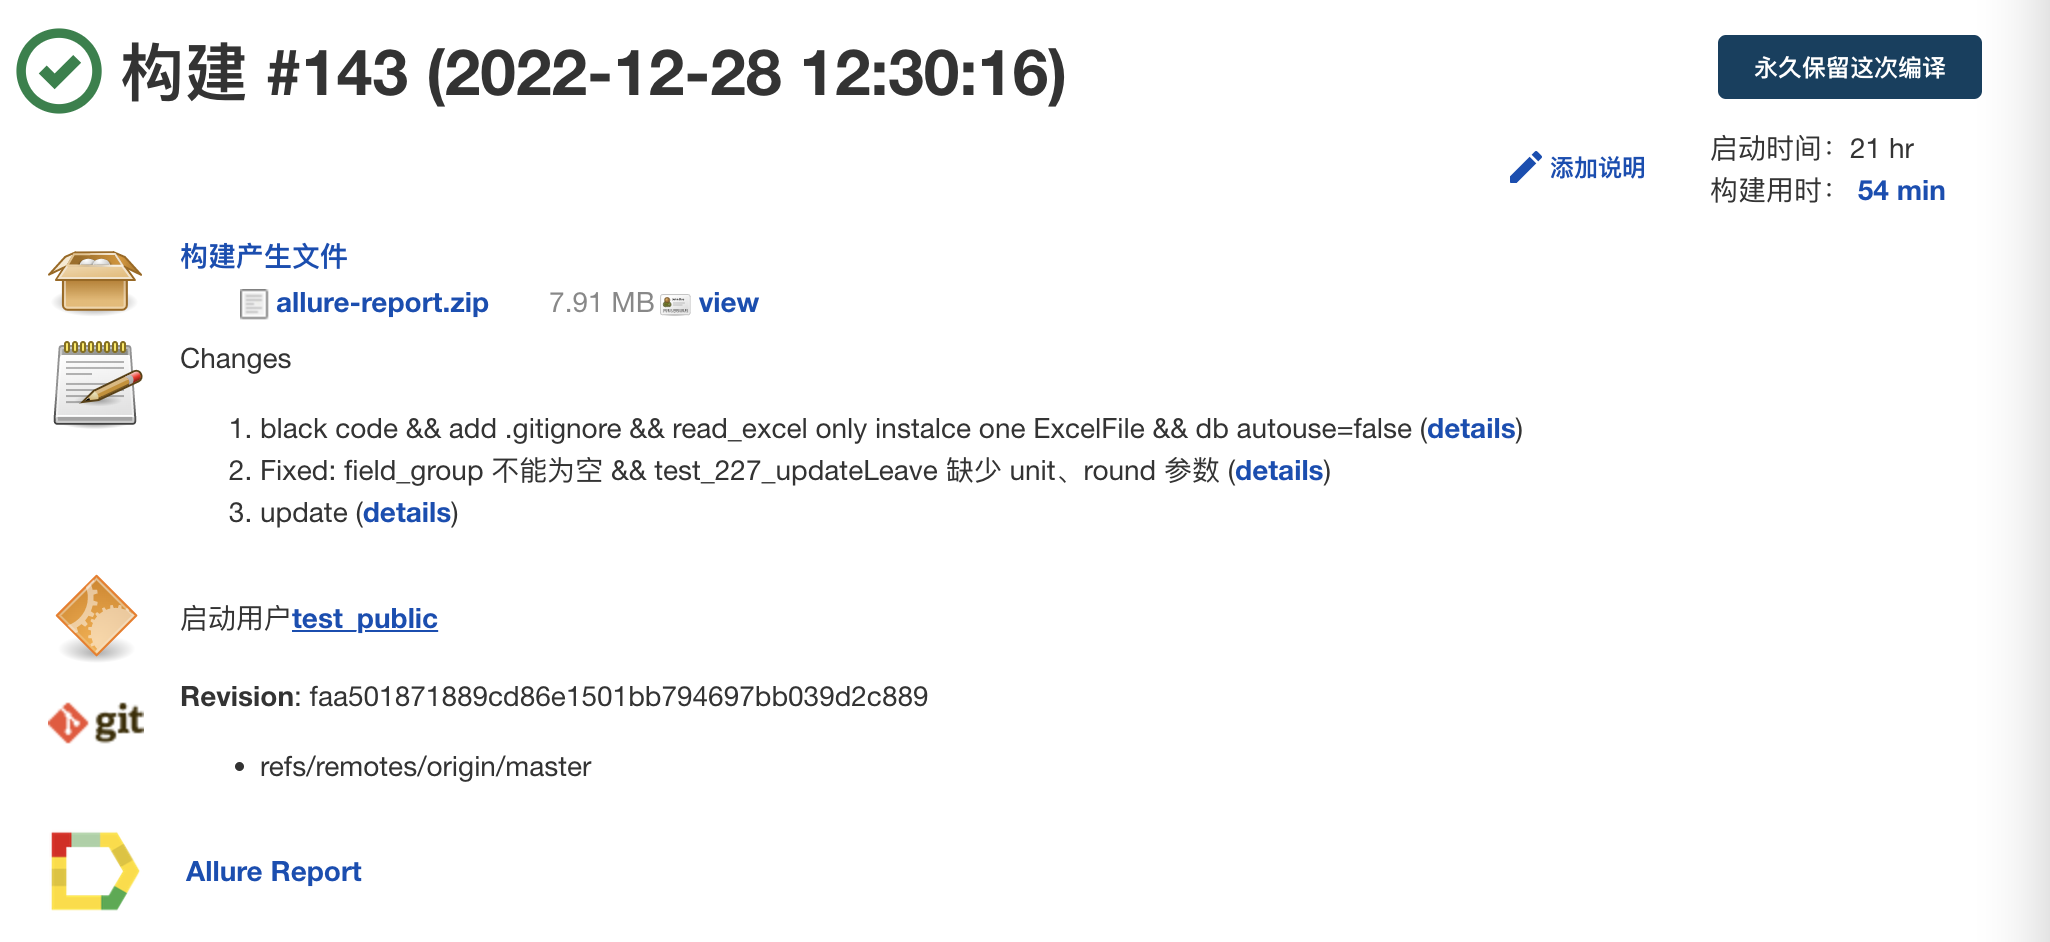 构建 #143 (2022-12-28 12:30:16)
永久保留这次编译
添加说明
启动时间：21 hr
构建用时： 54 min
构建产生文件
allure-report.zip 7.91 MB view
Changes
1. black code && add .gitignore && read_excel only instalce one ExcelFile && db autouse=false (details)
2. Fixed: field_group 不能为空 && test_227_updateLeave 缺少 unit、round 参数 (details)
3. update (details)
启动用户test_public
git
Revision: faa501871889cd86e1501bb794697bb039d2c889
• refs/remotes/origin/master
Allure Report